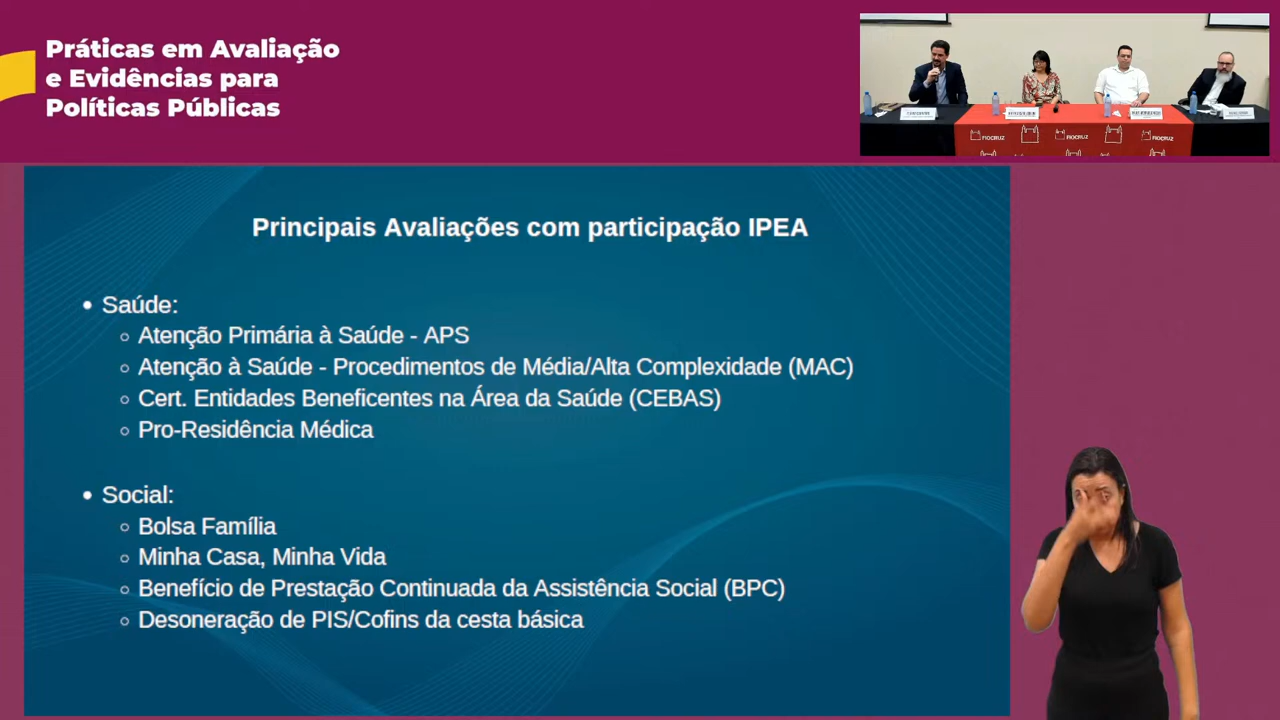 Práticas em Avaliação
e Evidências para
Políticas Públicas
FIOCRUZ
FIOCRUZ
FIOCRUZ
Principais Avaliações com participação IPEA
• Saúde:
○ Atenção Primária à Saúde - APS
○ Atenção à Saúde - Procedimentos de Média/Alta Complexidade (MAC)
○ Cert. Entidades Beneficentes na Área da Saúde (CEBAS)
○ Pro-Residência Médica
• Social:
○ Bolsa Família
○ Minha Casa, Minha Vida
○ Benefício de Prestação Continuada da Assistência Social (BPC)
○ Desoneração de PIS/Cofins da cesta básica